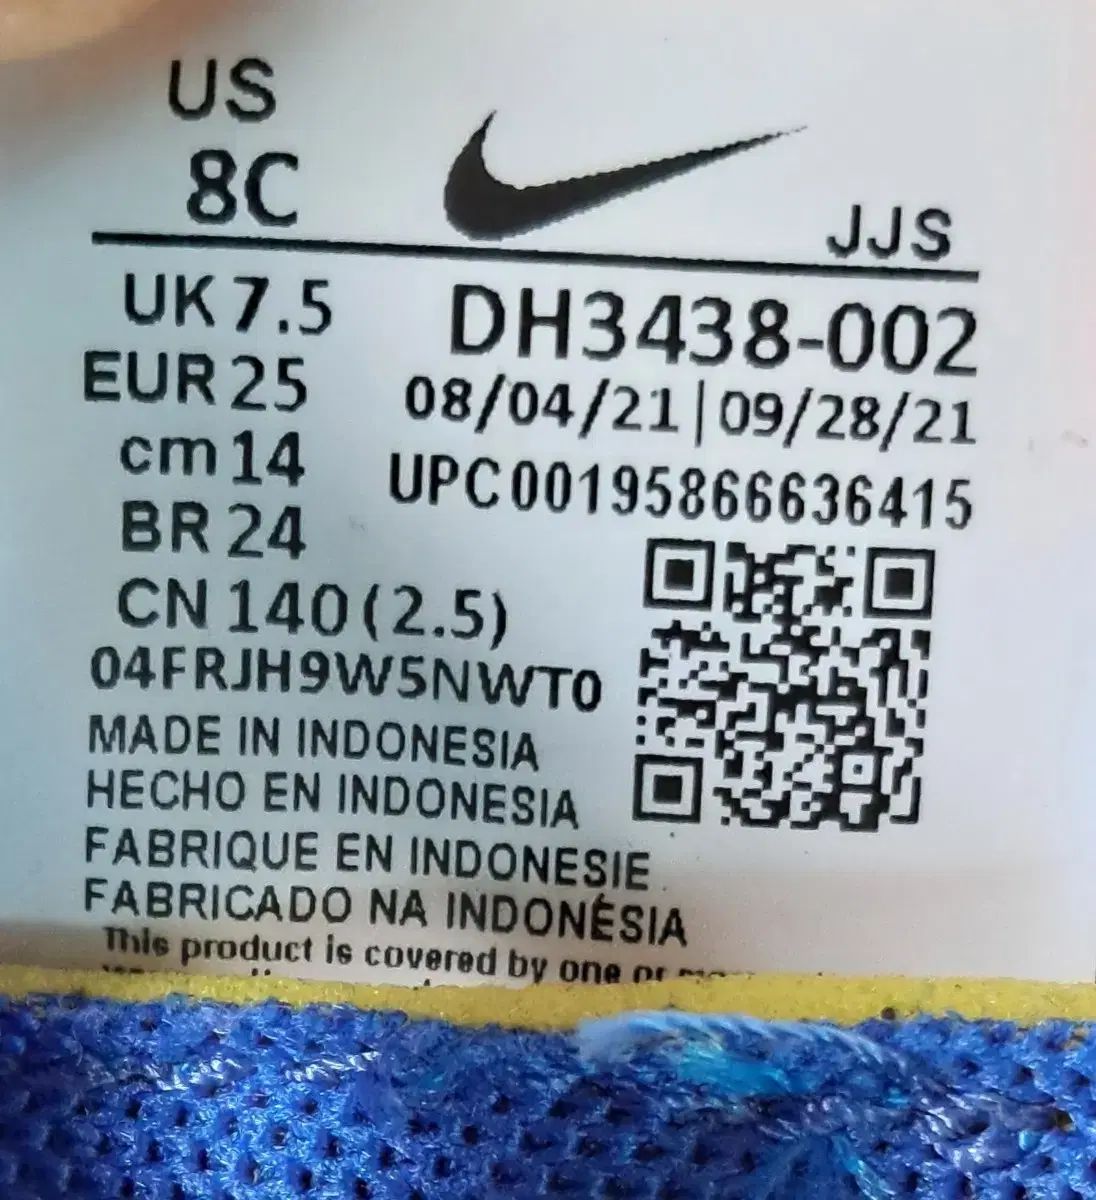 US
8C
JJS
UK 7.5
DH3438-002
EUR 25
08/04/21|09/28/21
cm 14
UPC00195866636415
BR 24
CN 140 (2.5)
04FRJH9W5NWT0
MADE IN INDONESIA
HECHO EN INDONESIA
FABRIQUE EN INDONESIE
FABRICADO NA INDONÉSIA
This product is covered by one or